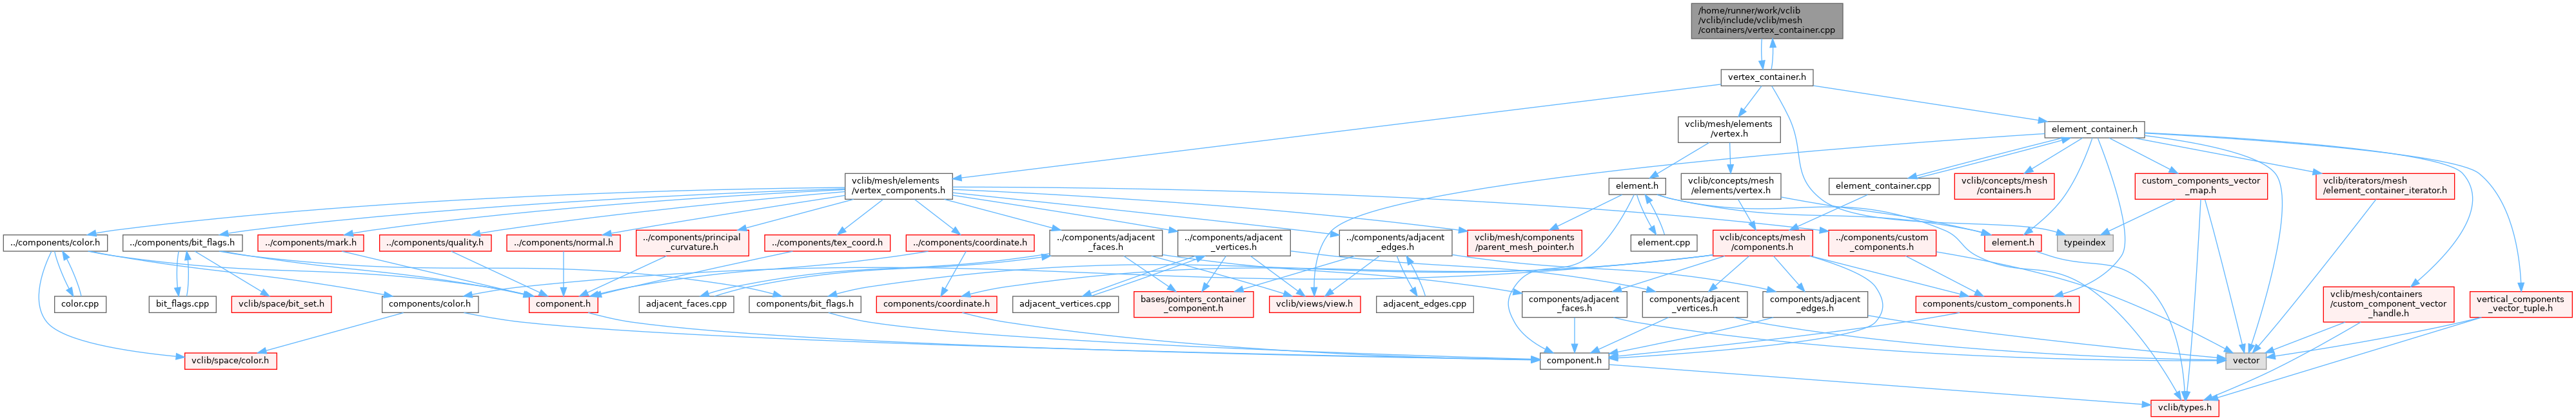 /home/runner/work/vclib
/vclib/include/vclib/mesh
/containers/vertex_container.cpp
vertex_container.h
vclib/mesh/elements
/vertex.h
element_container.h
vclib/mesh/elements
/vertex_components.h
element.h
vclib/concepts/mesh
/elements/vertex.h
element_container.cpp
vclib/concepts/mesh
/containers.h
custom_components_vector
_map.h
vclib/iterators/mesh
/element_container_iterator.h
../components/color.h
../components/bit_flags.h
../components/mark.h
../components/quality.h
../components/normal.h
../components/principal
_curvature.h
../components/tex_coord.h
../components/coordinate.h
../components/adjacent
_faces.h
../components/adjacent
_vertices.h
../components/adjacent
_edges.h
vclib/mesh/components
/parent_mesh_pointer.h
element.cpp
vclib/concepts/mesh
/components.h
../components/custom
_components.h
element.h
typeindex
color.cpp
bit_flags.cpp
vclib/space/bit_set.h
components/color.h
component.h
adjacent_faces.cpp
components/bit_flags.h
components/coordinate.h
adjacent_vertices.cpp
bases/pointers_container
_component.h
vclib/views/view.h
adjacent_edges.cpp
components/adjacent
_faces.h
components/adjacent
_vertices.h
components/adjacent
_edges.h
components/custom_components.h
vclib/mesh/containers
/custom_component_vector
_handle.h
vertical_components
_vector_tuple.h
vclib/space/color.h
component.h
vector
vclib/types.h